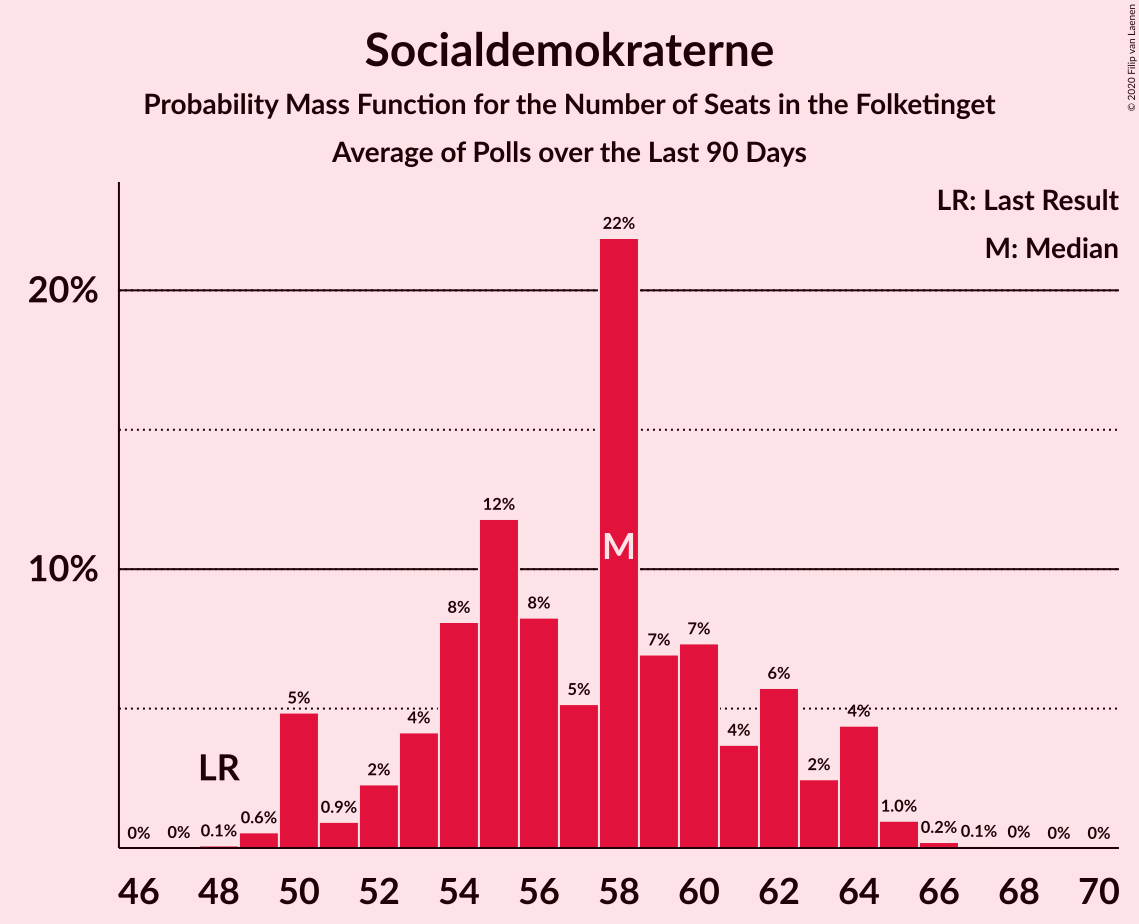 Socialdemokraterne
Probability Mass Function for the Number of Seats in the Folketinget
Average of Polls over the Last 90 Days
© 2020 Filip van Laenen
LR: Last Result
M: Median
20%
10%
0% 0% 0.1% 0.6% 5% 0.9% 2% 4% 8% 12% 8% 5% 22% 7% 7% 4% 6% 2% 4% 1.0% 0.2% 0.1% 0% 0% 0%
LR
M
46 48 50 52 54 56 58 60 62 64 66 68 70